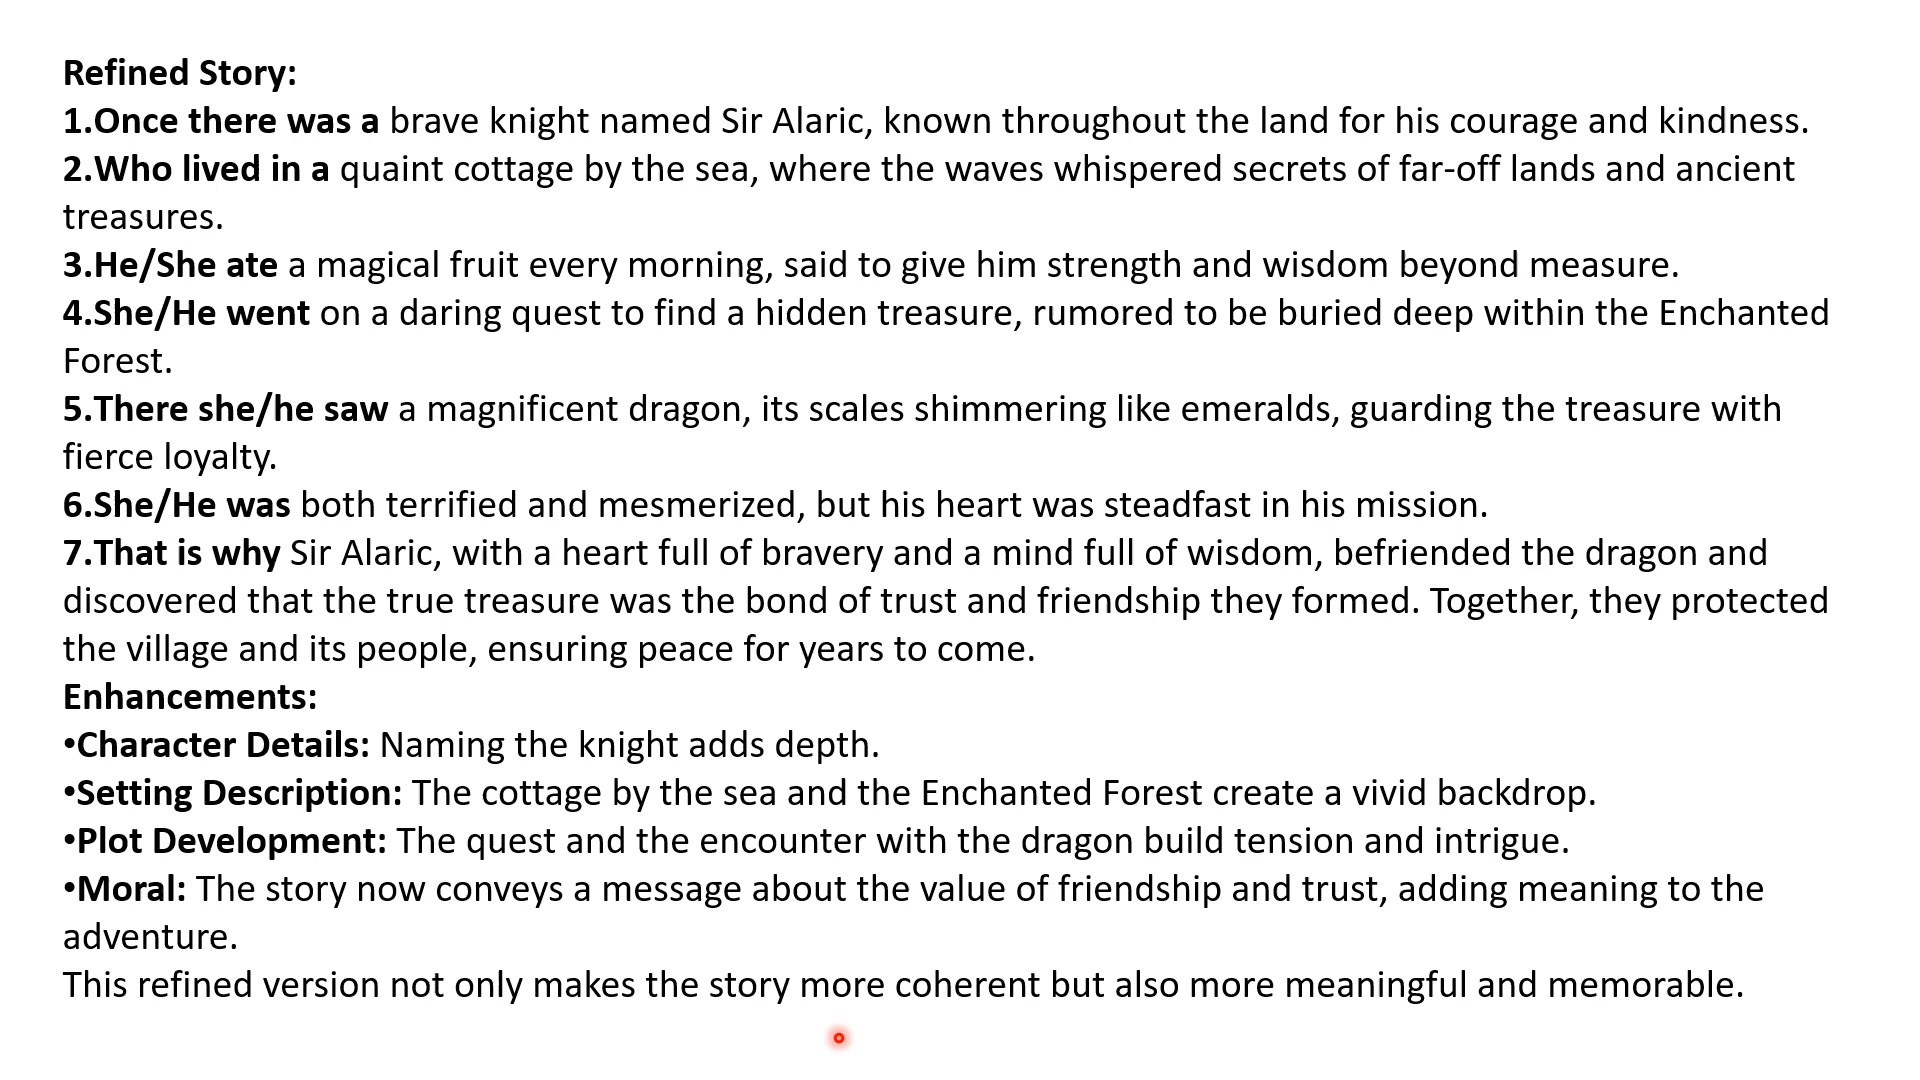 Refined Story:
1.Once there was a brave knight named Sir Alaric, known throughout the land for his courage and kindness.
2.Who lived in a quaint cottage by the sea, where the waves whispered secrets of far-off lands and ancient
treasures.
3.He/She ate a magical fruit every morning, said to give him strength and wisdom beyond measure.
4.She/He went on a daring quest to find a hidden treasure, rumored to be buried deep within the Enchanted
Forest.
5.There she/he saw a magnificent dragon, its scales shimmering like emeralds, guarding the treasure with
fierce loyalty.
6.She/He was both terrified and mesmerized, but his heart was steadfast in his mission.
7.That is why Sir Alaric, with a heart full of bravery and a mind full of wisdom, befriended the dragon and
discovered that the true treasure was the bond of trust and friendship they formed. Together, they protected
the village and its people, ensuring peace for years to come.
Enhancements:
•Character Details: Naming the knight adds depth.
•Setting Description: The cottage by the sea and the Enchanted Forest create a vivid backdrop.
•Plot Development: The quest and the encounter with the dragon build tension and intrigue.
•Moral: The story now conveys a message about the value of friendship and trust, adding meaning to the
adventure.
This refined version not only makes the story more coherent but also more meaningful and memorable.